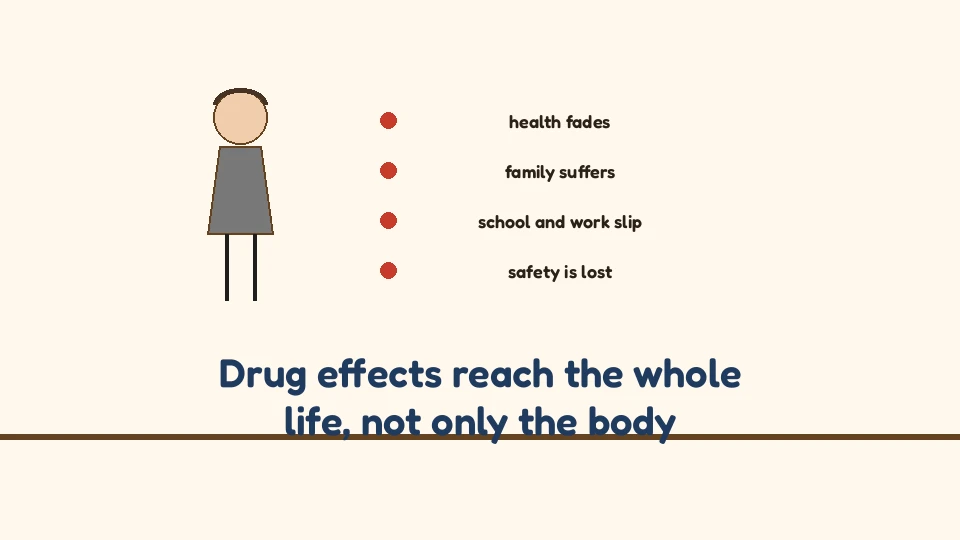 health fades
family suffers
school and work slip
safety is lost
Drug effects reach the whole
life, not only the body